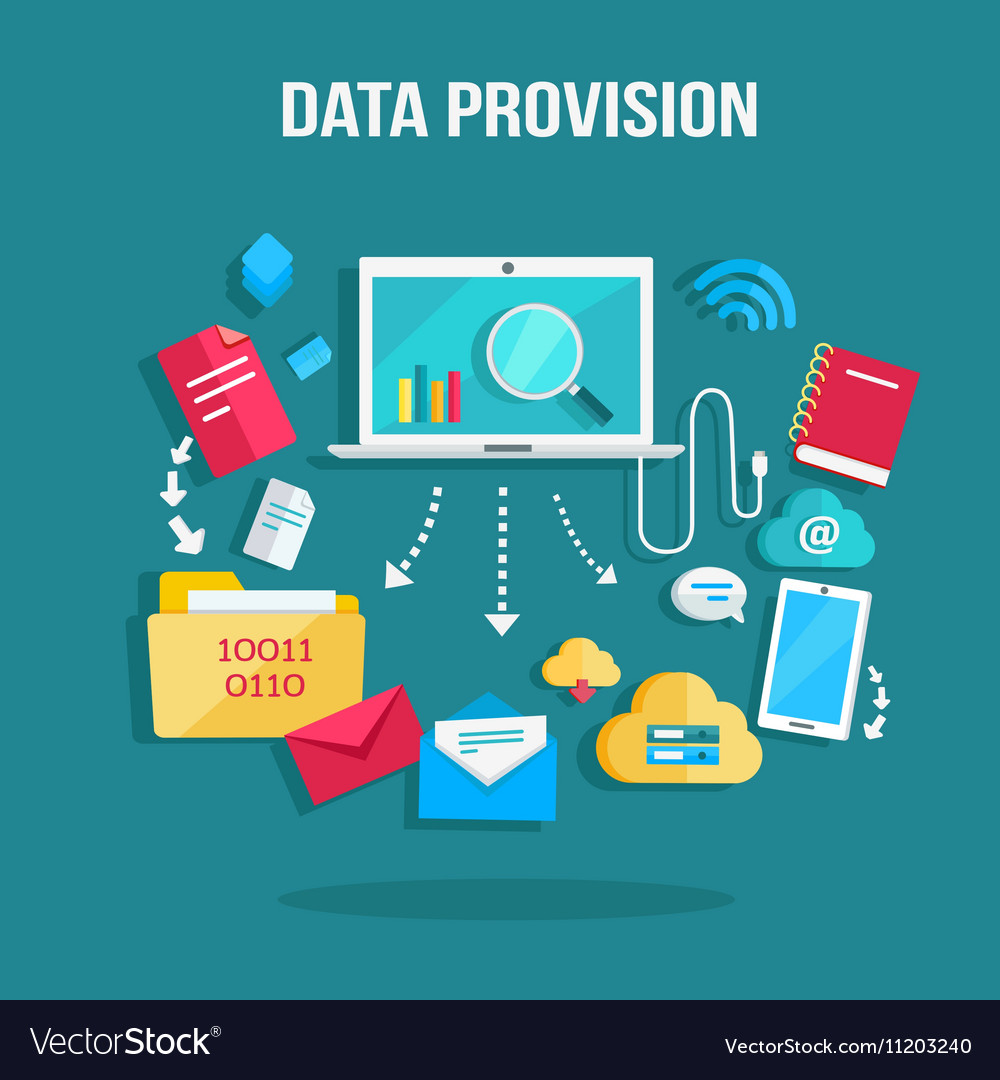 DATA PROVISION
@
10011
0110
VectorStock®
VectorStock.com/11203240